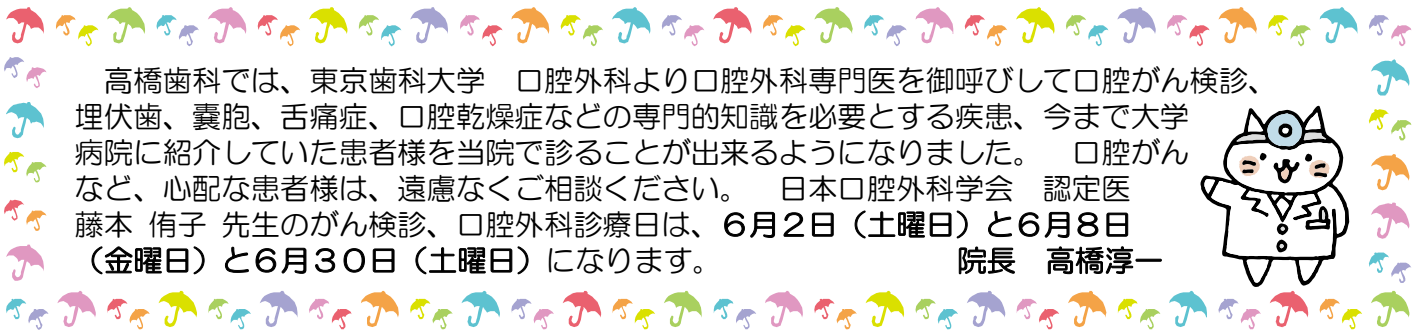 高橋歯科では、東京歯科大学　口腔外科より口腔外科専門医を御呼びして口腔がん検診、
埋伏歯、嚢胞、舌痛症、口腔乾燥症などの専門的知識を必要とする疾患、今まで大学
病院に紹介していた患者様を当院で診ることが出来るようになりました。　口腔がん
など、心配な患者様は、遠慮なくご相談ください。　日本口腔外科学会　認定医
藤本 侑子 先生のがん検診、口腔外科診療日は、６月２日（土曜日）と６月８日
（金曜日）と６月３０日（土曜日）になります。　院長　高橋淳一